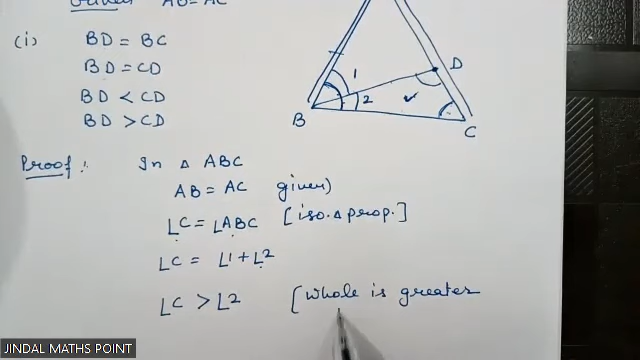 Given AB = AC
(i) BD = BC
BD = CD
BD < CD
BD > CD
1
D
2
B
C
Proof : In △ ABC
AB = AC given)
∠C = ∠ABC [iso. △ prop.]
∠C = ∠1 + ∠2
∠C > ∠2 [Whole is greater
JINDAL MATHS POINT